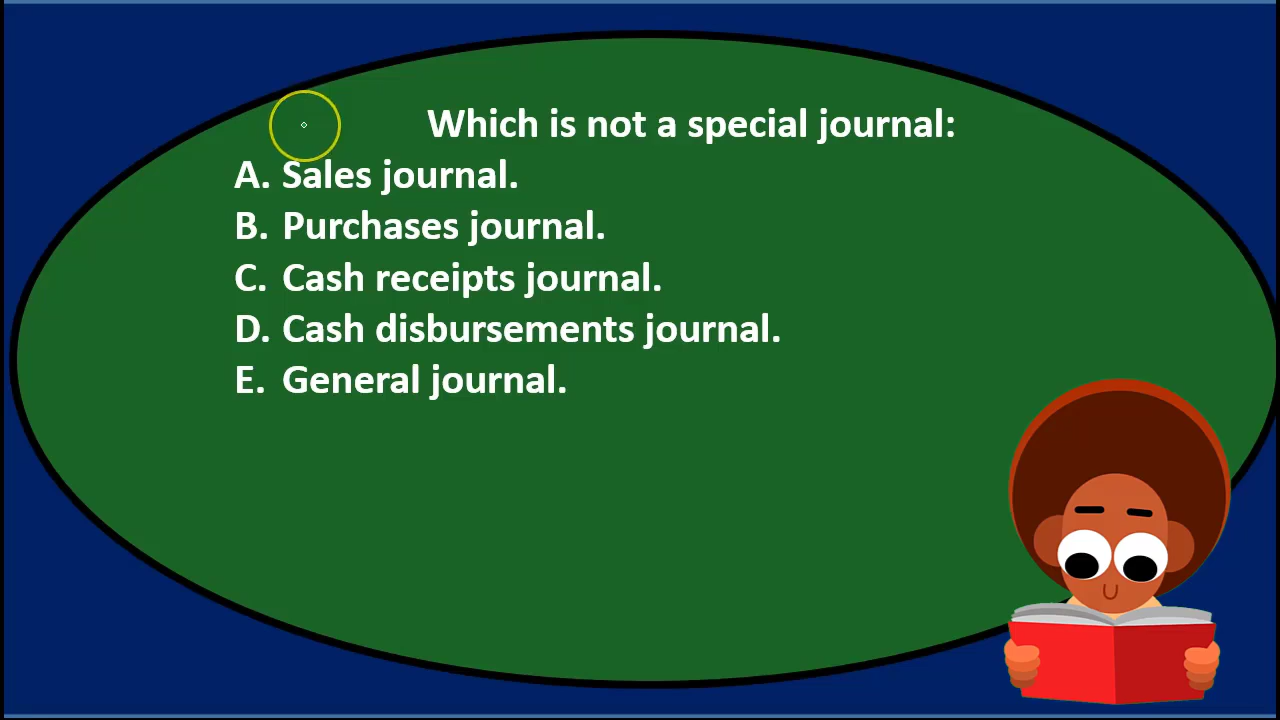 Which is not a special journal:
A. Sales journal.
B. Purchases journal.
C. Cash receipts journal.
D. Cash disbursements journal.
E. General journal.